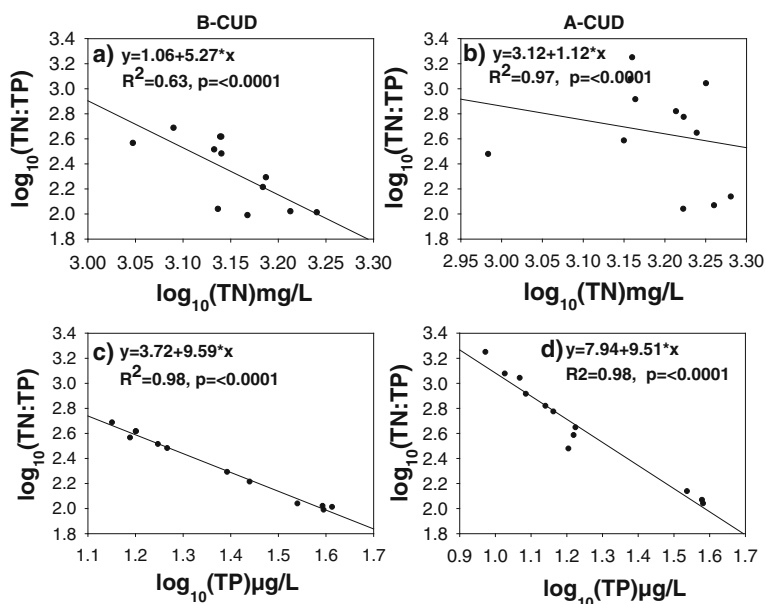 B-CUD
A-CUD
a) y=1.06+5.27*x
R²=0.63, p=<0.0001
log₁₀(TN:TP)
3.4
3.2
3.0
2.8
2.6
2.4
2.2
2.0
1.8
3.00 3.05 3.10 3.15 3.20 3.25 3.30
log₁₀(TN)mg/L
b) y=3.12+1.12*x
R²=0.97, p=<0.0001
log₁₀(TN:TP)
3.4
3.2
3.0
2.8
2.6
2.4
2.2
2.0
1.8
2.95 3.00 3.05 3.10 3.15 3.20 3.25 3.30
log₁₀(TN)mg/L
c) y=3.72+9.59*x
R²=0.98, p=<0.0001
log₁₀(TN:TP)
3.4
3.2
3.0
2.8
2.6
2.4
2.2
2.0
1.8
1.1 1.2 1.3 1.4 1.5 1.6 1.7
log₁₀(TP)µg/L
d) y=7.94+9.51*x
R2=0.98, p=<0.0001
log₁₀(TN:TP)
3.4
3.2
3.0
2.8
2.6
2.4
2.2
2.0
1.8
0.9 1.0 1.1 1.2 1.3 1.4 1.5 1.6 1.7
log₁₀(TP)µg/L